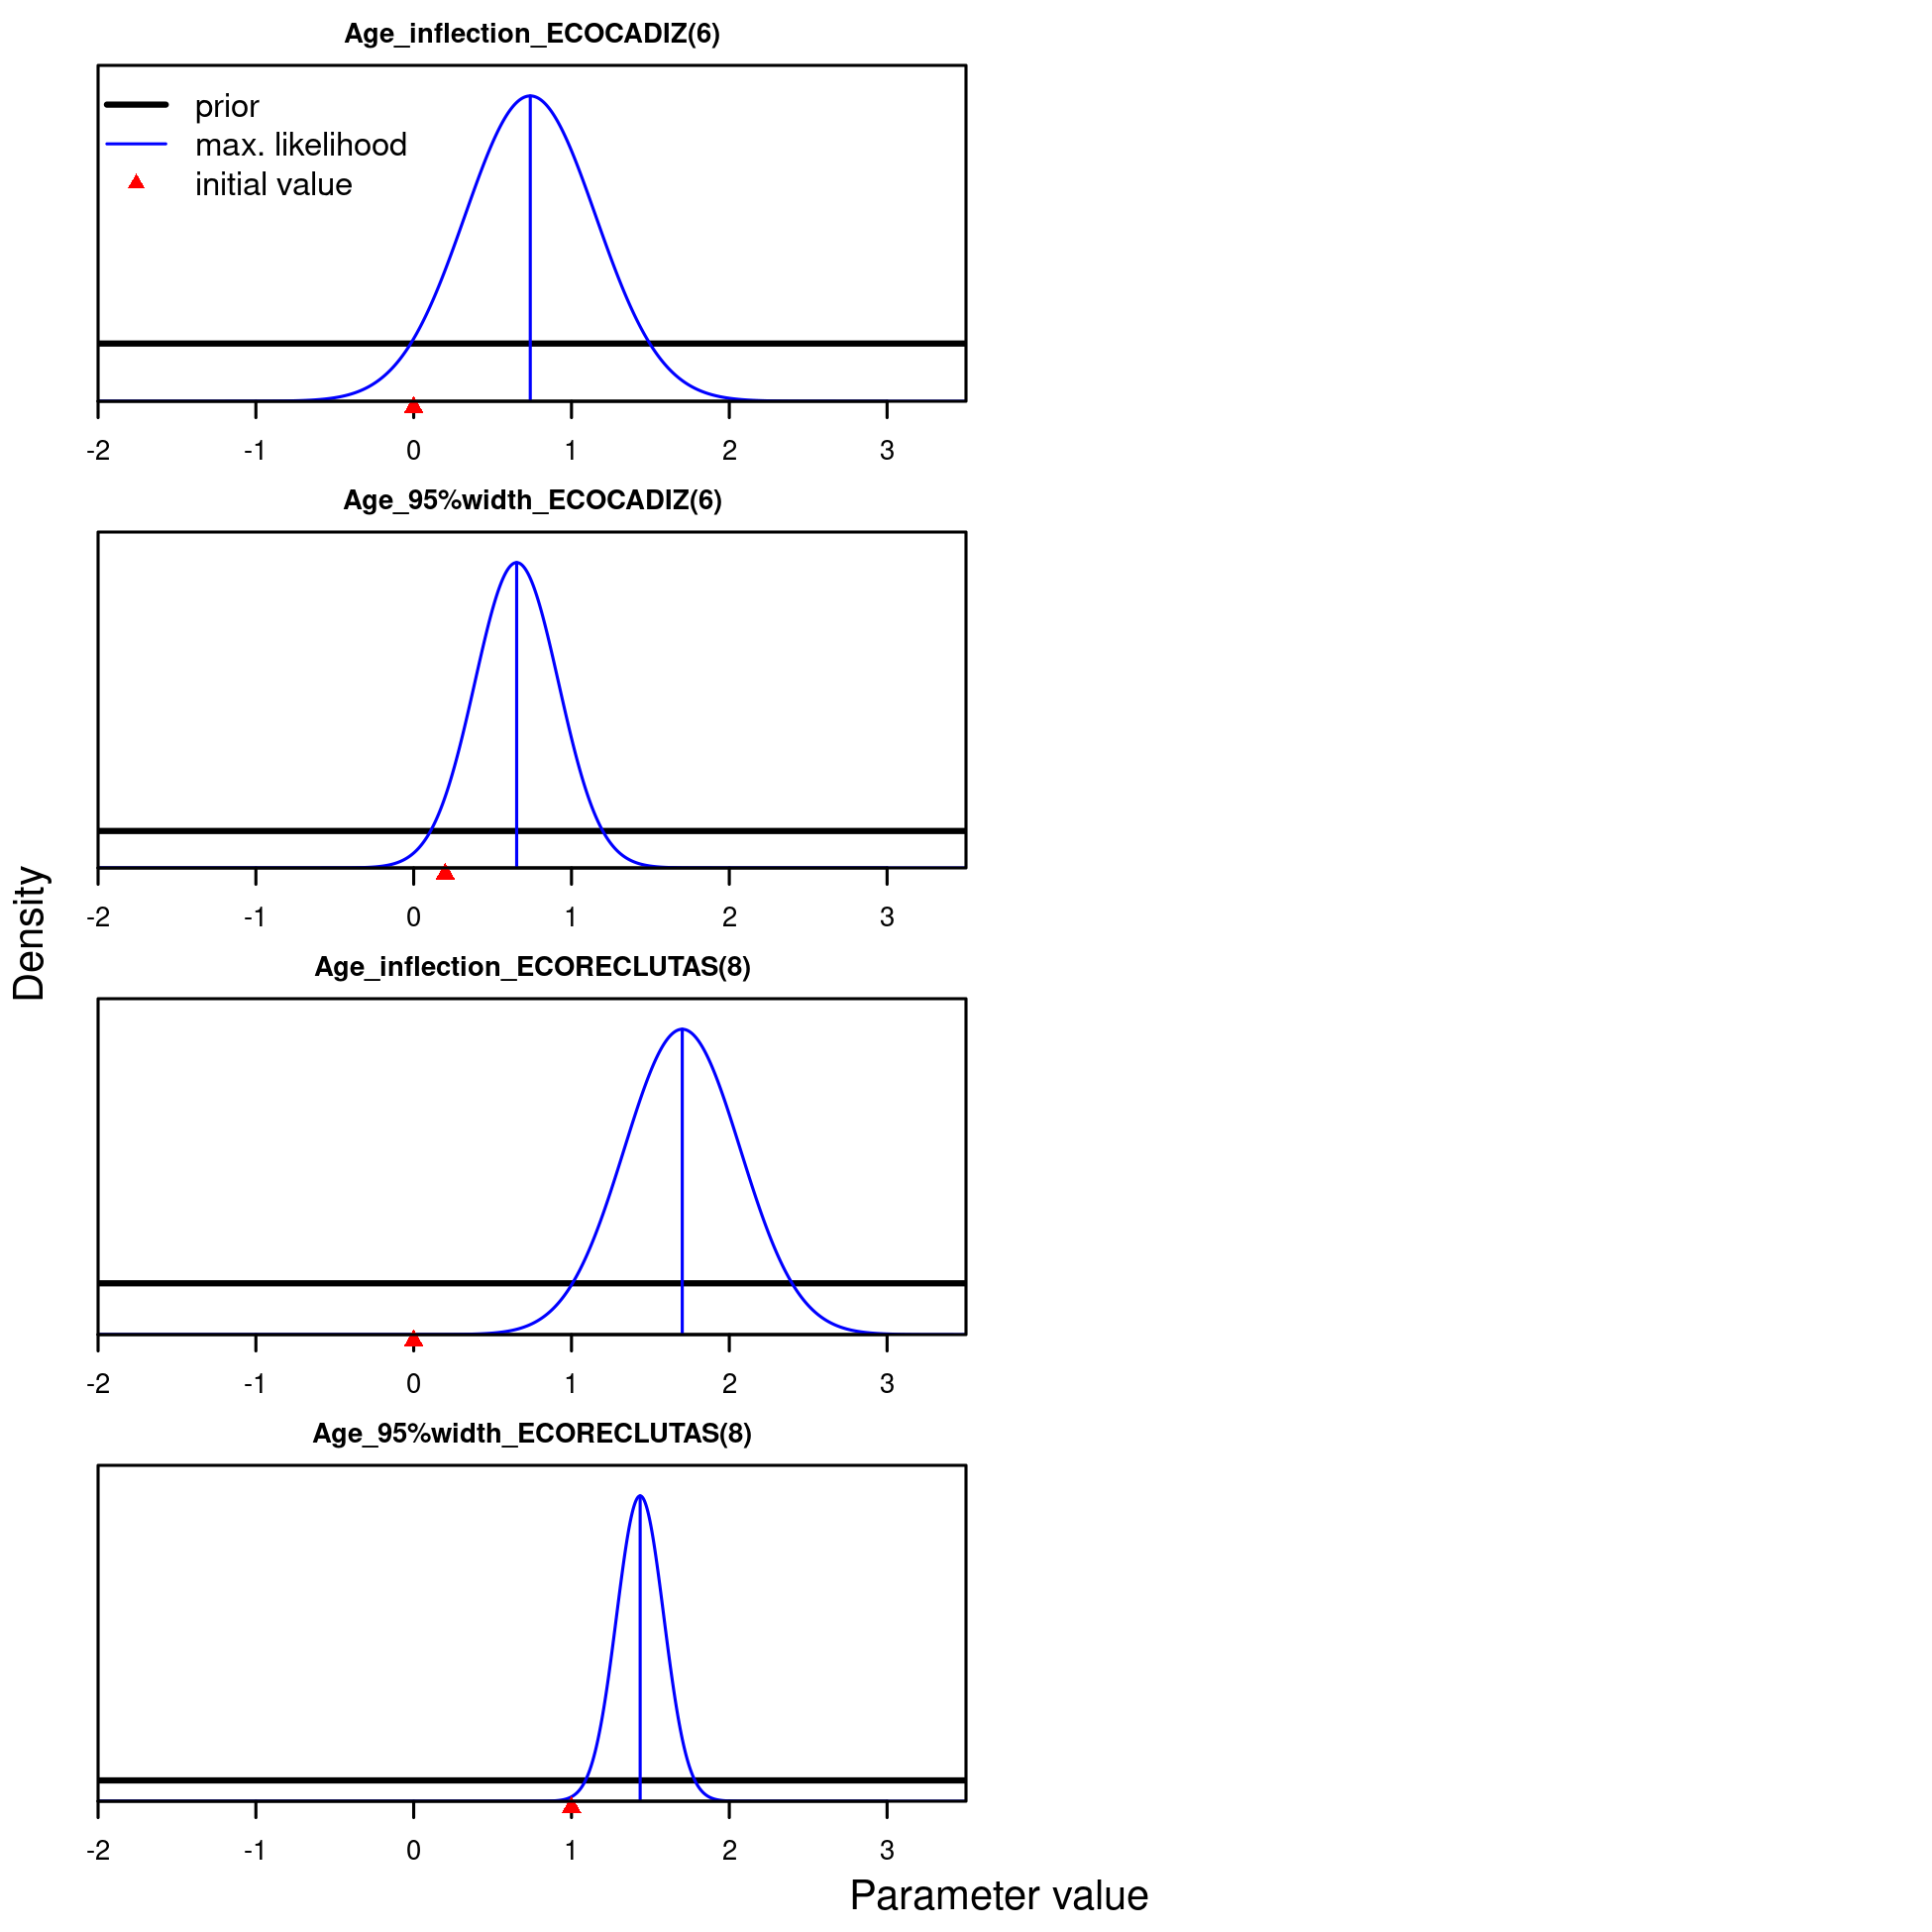 Age_inflection_ECOCADIZ(6)
prior
max. likelihood
initial value
-2 -1 0 1 2 3
Age_95%width_ECOCADIZ(6)
-2 -1 0 1 2 3
Density
Age_inflection_ECORECLUTAS(8)
-2 -1 0 1 2 3
Age_95%width_ECORECLUTAS(8)
-2 -1 0 1 2 3
Parameter value